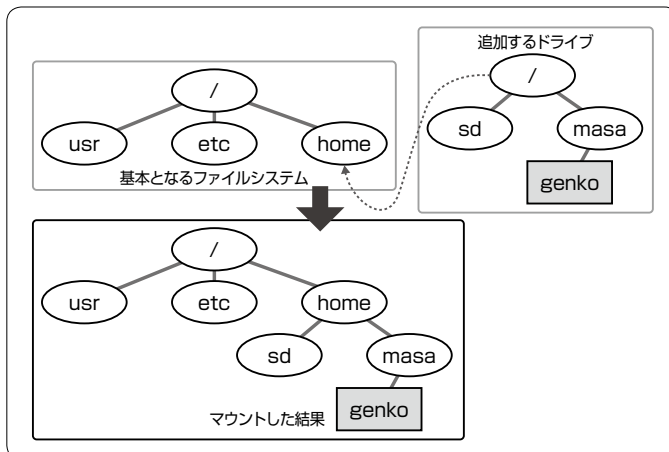 /
usr
etc
home
基本となるファイルシステム
追加するドライブ
/
sd
masa
genko
/
usr
etc
home
sd
masa
genko
マウントした結果